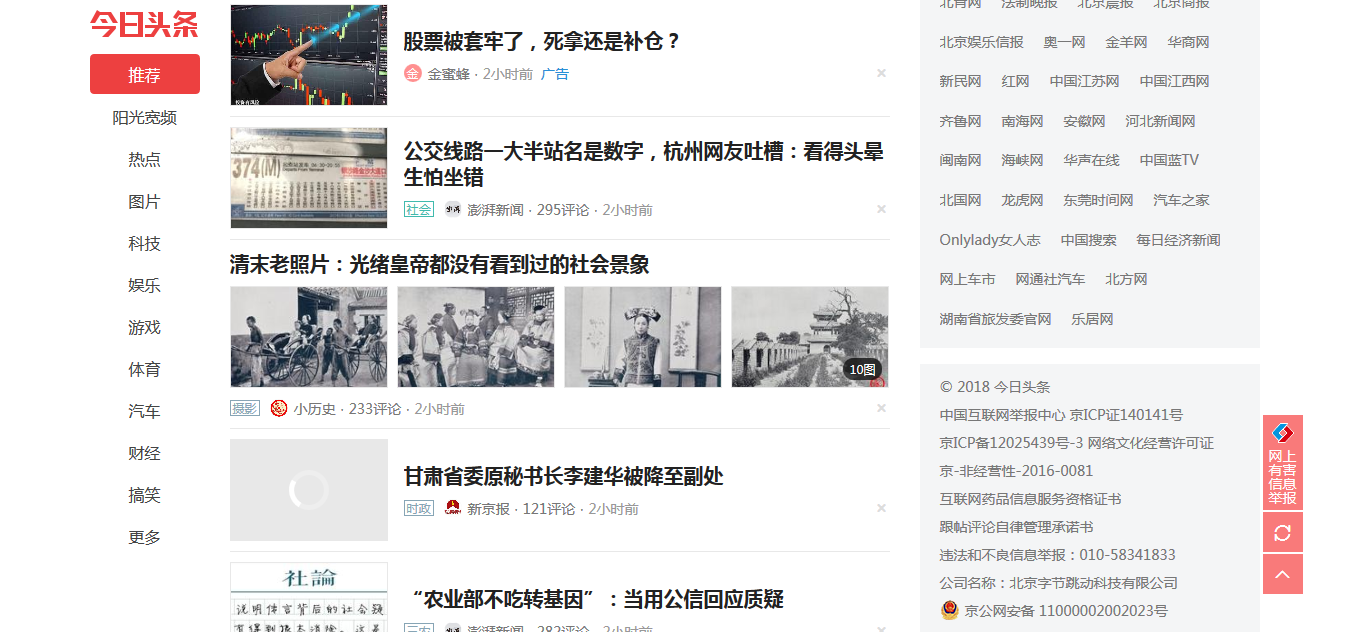 今日头条
推荐
阳光宽频
热点
图片
科技
娱乐
游戏
体育
汽车
财经
搞笑
更多
股票被套牢了，死拿还是补仓？
金 金蜜蜂 · 2小时前 广告
374(M)
公交线路一大半站名是数字，杭州网友吐槽：看得头晕
生怕坐错
社会 澎湃新闻 · 295评论 · 2小时前
清末老照片：光绪皇帝都没有看到过的社会景象
10图
摄影 小历史 · 233评论 · 2小时前
甘肃省委原秘书长李建华被降至副处
时政 新京报 · 121评论 · 2小时前
社論
说明传言背后的社会疑
“农业部不吃转基因”：当用公信回应质疑
三农 澎湃新闻 · 282评论 · 2小时前
北青网 法制晚报 北京晨报 北京商报
北京娱乐信报 奥一网 金羊网 华商网
新民网 红网 中国江苏网 中国江西网
齐鲁网 南海网 安徽网 河北新闻网
闽南网 海峡网 华声在线 中国蓝TV
北国网 龙虎网 东莞时间网 汽车之家
Onlylady女人志 中国搜索 每日经济新闻
网上车市 网通社汽车 北方网
湖南省旅发委官网 乐居网
© 2018 今日头条
中国互联网举报中心 京ICP证140141号
京ICP备12025439号-3 网络文化经营许可证
京-非经营性-2016-0081
互联网药品信息服务资格证书
跟帖评论自律管理承诺书
违法和不良信息举报：010-58341833
公司名称：北京字节跳动科技有限公司
京公网安备 11000002002023号
网上
有害
信息
举报